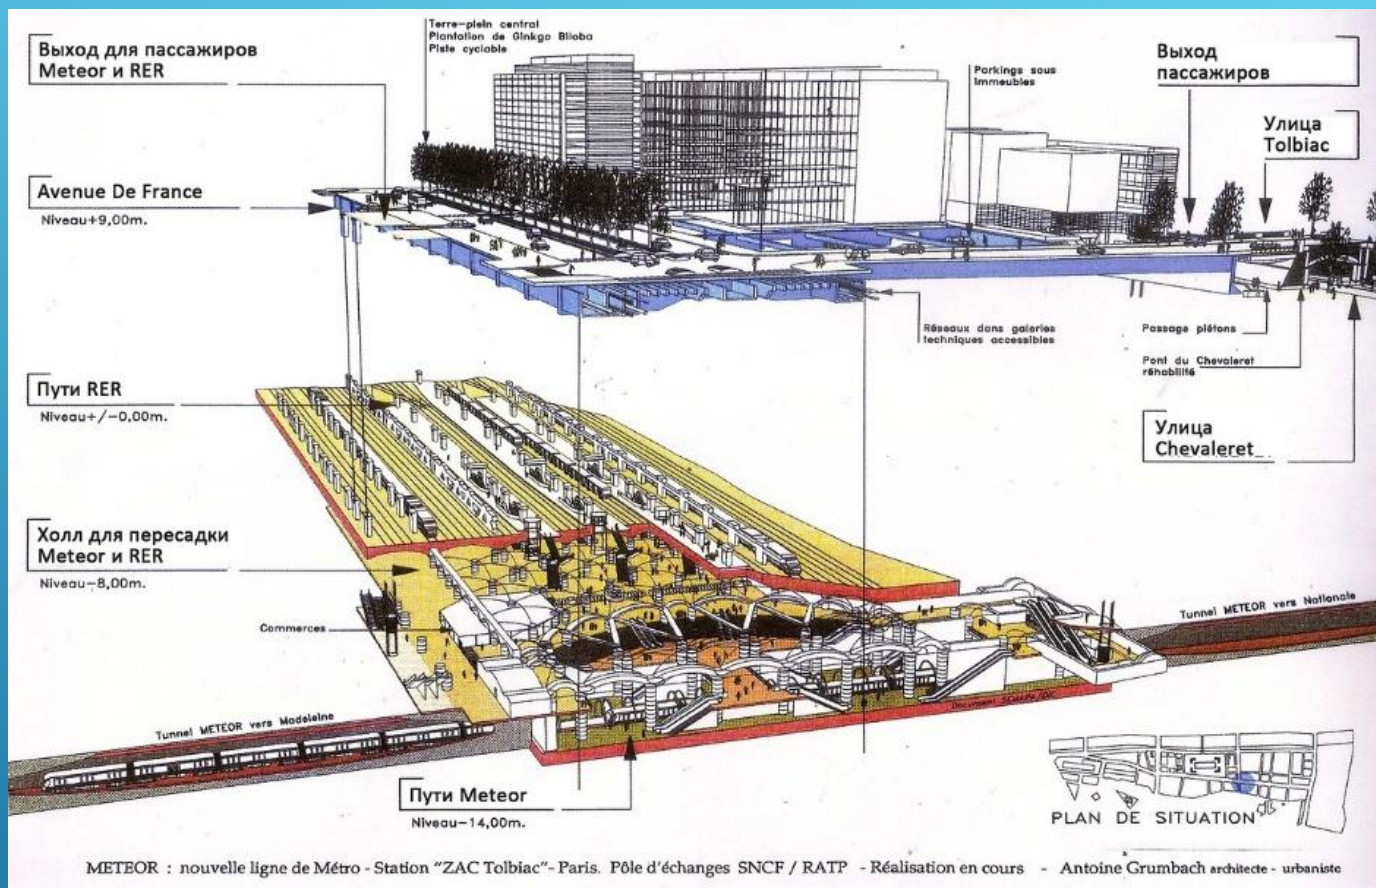 Terre-plein central
Plantation de Ginkgo Biloba
Piste cyclable
Выход для пассажиров
Meteor и RER
Выход
пассажиров
Parkings sous
immeubles
Улица
Tolbiac
Avenue De France
Niveau+9,00m.
Réseaux dans galeries
techniques accessibles
Passage piétons
Pont du Chevaleret
réhabilité
Пути RER
Niveau+/-0,00m.
Улица
Chevaleret
Холл для пересадки
Meteor и RER
Niveau-8,00m.
Commerces
Tunnel METEOR vers Nationale
Document
Tunnel METEOR vers Madeleine
Пути Meteor
Niveau-14,00m.
PLAN DE SITUATION
METEOR : nouvelle ligne de Métro - Station "ZAC Tolbiac" - Paris. Pôle d'échanges SNCF / RATP - Réalisation en cours - Antoine Grumbach architecte - urbaniste